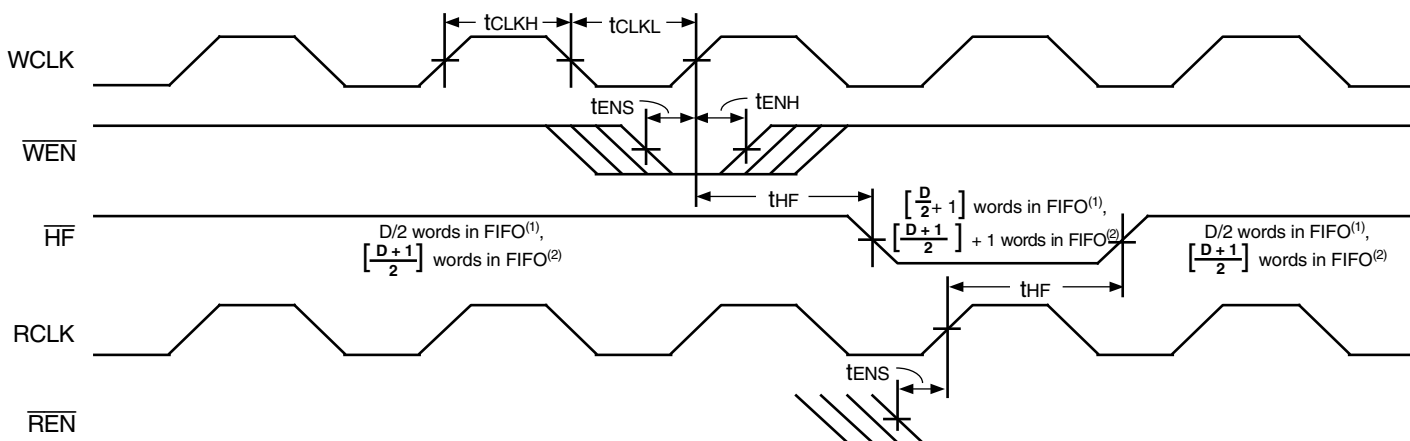 tCLKH tCLKL
WCLK
tENS tENH
WEN
tHF
[D/2 + 1] words in FIFO(1),
[D + 1/2] + 1 words in FIFO(2)
HF
D/2 words in FIFO(1),
[D + 1/2] words in FIFO(2)
D/2 words in FIFO(1),
[D + 1/2] words in FIFO(2)
tHF
RCLK
tENS
REN